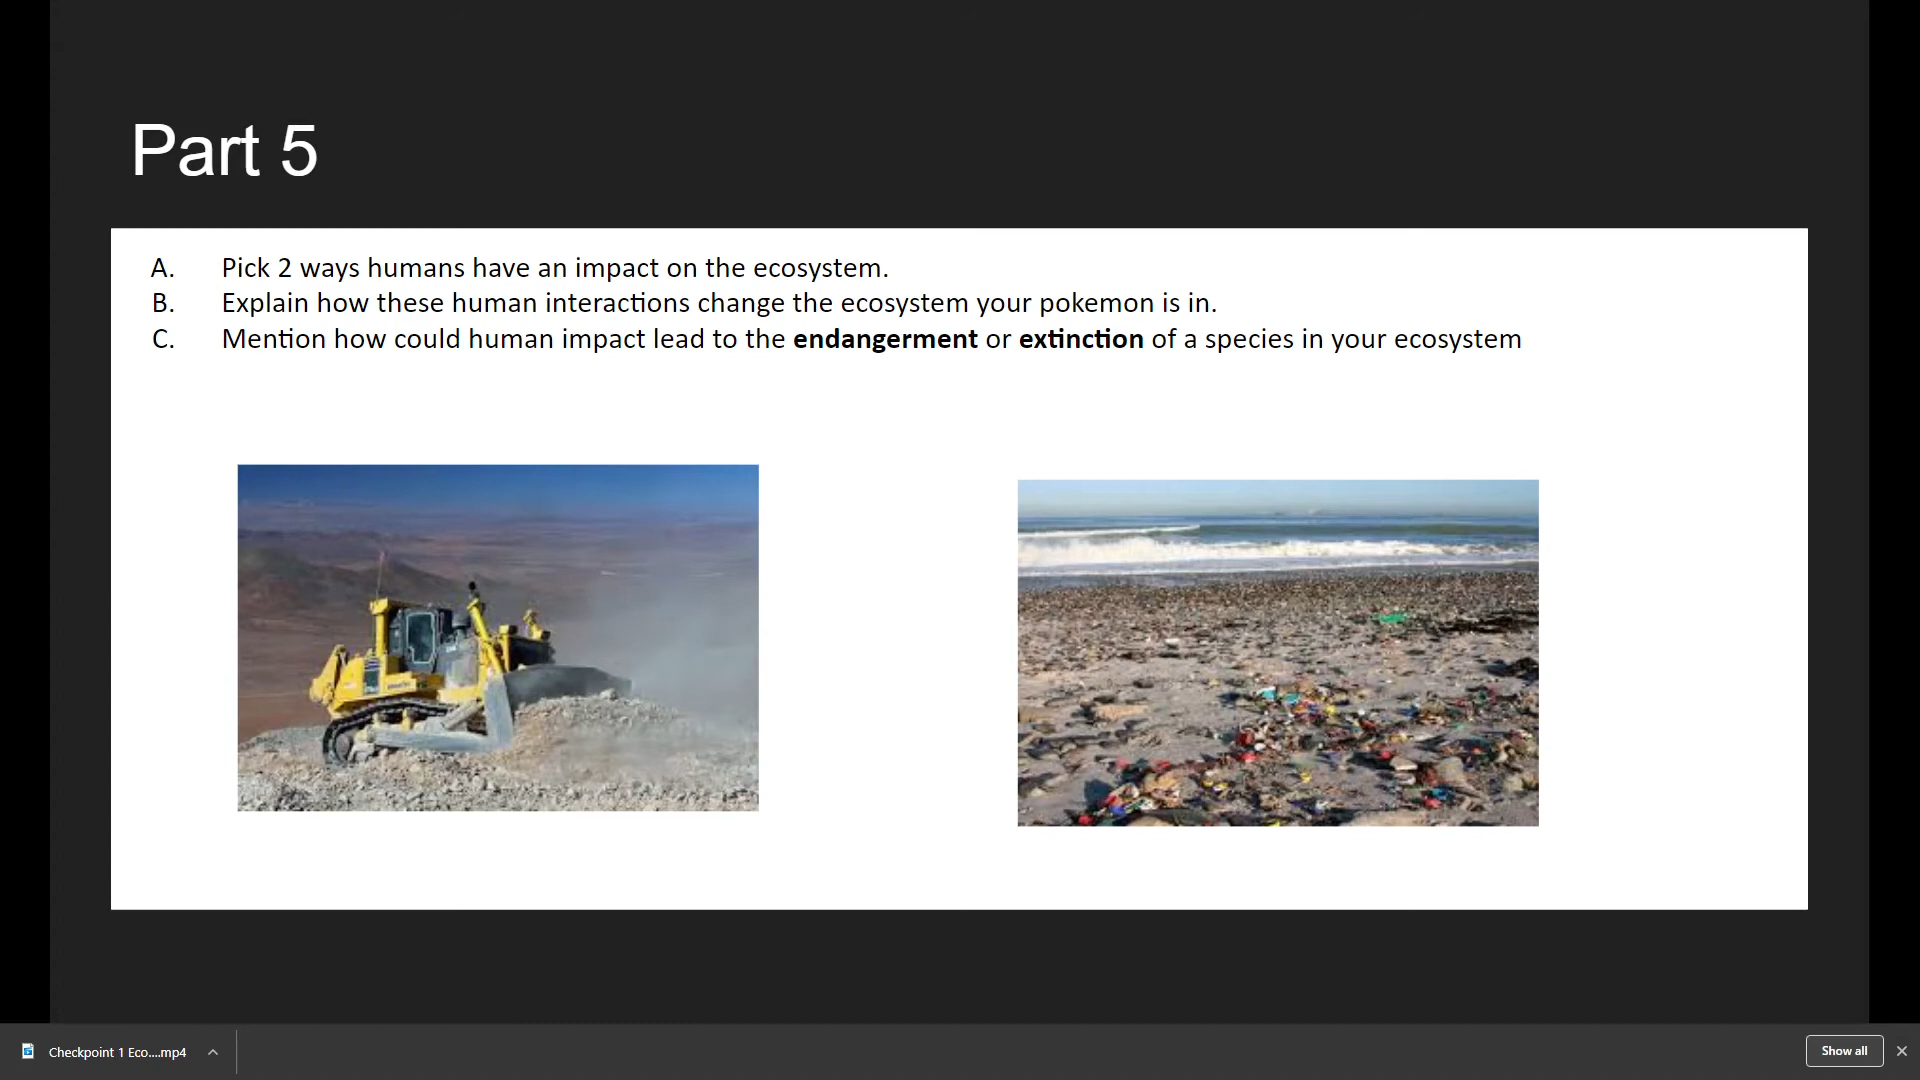 Part 5
A. Pick 2 ways humans have an impact on the ecosystem.
B. Explain how these human interactions change the ecosystem your pokemon is in.
C. Mention how could human impact lead to the endangerment or extinction of a species in your ecosystem
Checkpoint 1 Eco....mp4
Show all